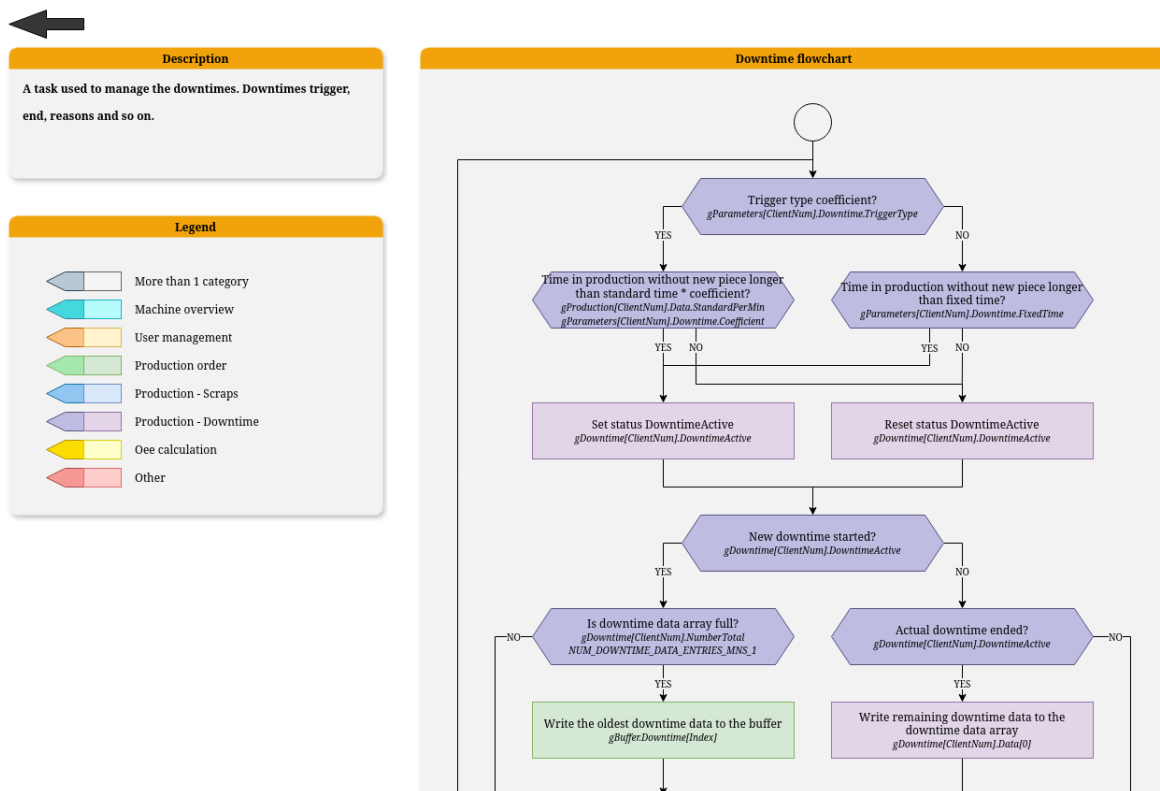 Description
A task used to manage the downtimes. Downtimes trigger,
end, reasons and so on.
Legend
More than 1 category
Machine overview
User management
Production order
Production - Scraps
Production - Downtime
Oee calculation
Other
Downtime flowchart
Trigger type coefficient?
gParameters[ClientNum].Downtime.TriggerType
YES
NO
Time in production without new piece longer
than standard time * coefficient?
gProduction[ClientNum].Data.StandardPerMin
gParameters[ClientNum].Downtime.Coefficient
Time in production without new piece longer
than fixed time?
gParameters[ClientNum].Downtime.FixedTime
YES
NO
YES
NO
Set status DowntimeActive
gDowntime[ClientNum].DowntimeActive
Reset status DowntimeActive
gDowntime[ClientNum].DowntimeActive
New downtime started?
gDowntime[ClientNum].DowntimeActive
YES
NO
NO
Is downtime data array full?
gDowntime[ClientNum].NumberTotal
NUM_DOWNTIME_DATA_ENTRIES_MNS_1
Actual downtime ended?
gDowntime[ClientNum].DowntimeActive
NO
YES
YES
Write the oldest downtime data to the buffer
gBuffer.Downtime[Index]
Write remaining downtime data to the
downtime data array
gDowntime[ClientNum].Data[0]